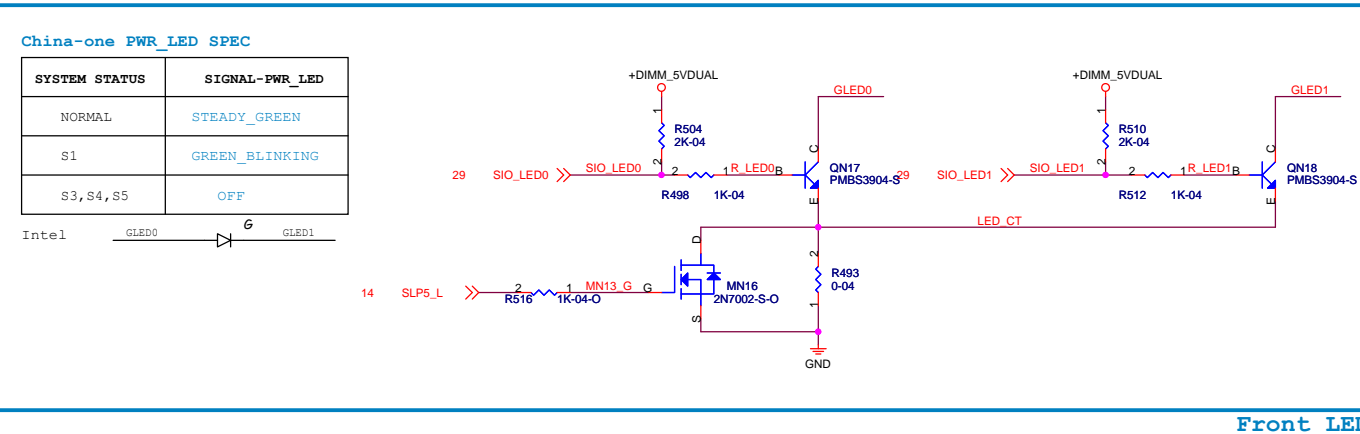 China-one PWR_LED SPEC
SYSTEM STATUS SIGNAL-PWR_LED
NORMAL STEADY_GREEN
S1 GREEN_BLINKING
S3,S4,S5 OFF
Intel GLED0 G GLED1
+DIMM_5VDUAL
GLED0
1
R504
2K-04
2
C
29 SIO_LED0 SIO_LED0 2 1 R_LED0 B
R498 1K-04
QN17
PMBS3904-S
E
+DIMM_5VDUAL
GLED1
1
R510
2K-04
2
C
29 SIO_LED1 SIO_LED1 2 1 R_LED1 B
R512 1K-04
QN18
PMBS3904-S
E
LED_CT
D
14 SLP5_L 2 1 MN13_G G
R516 1K-04-O
MN16
2N7002-S-O
S
2
R493
0-04
1
GND